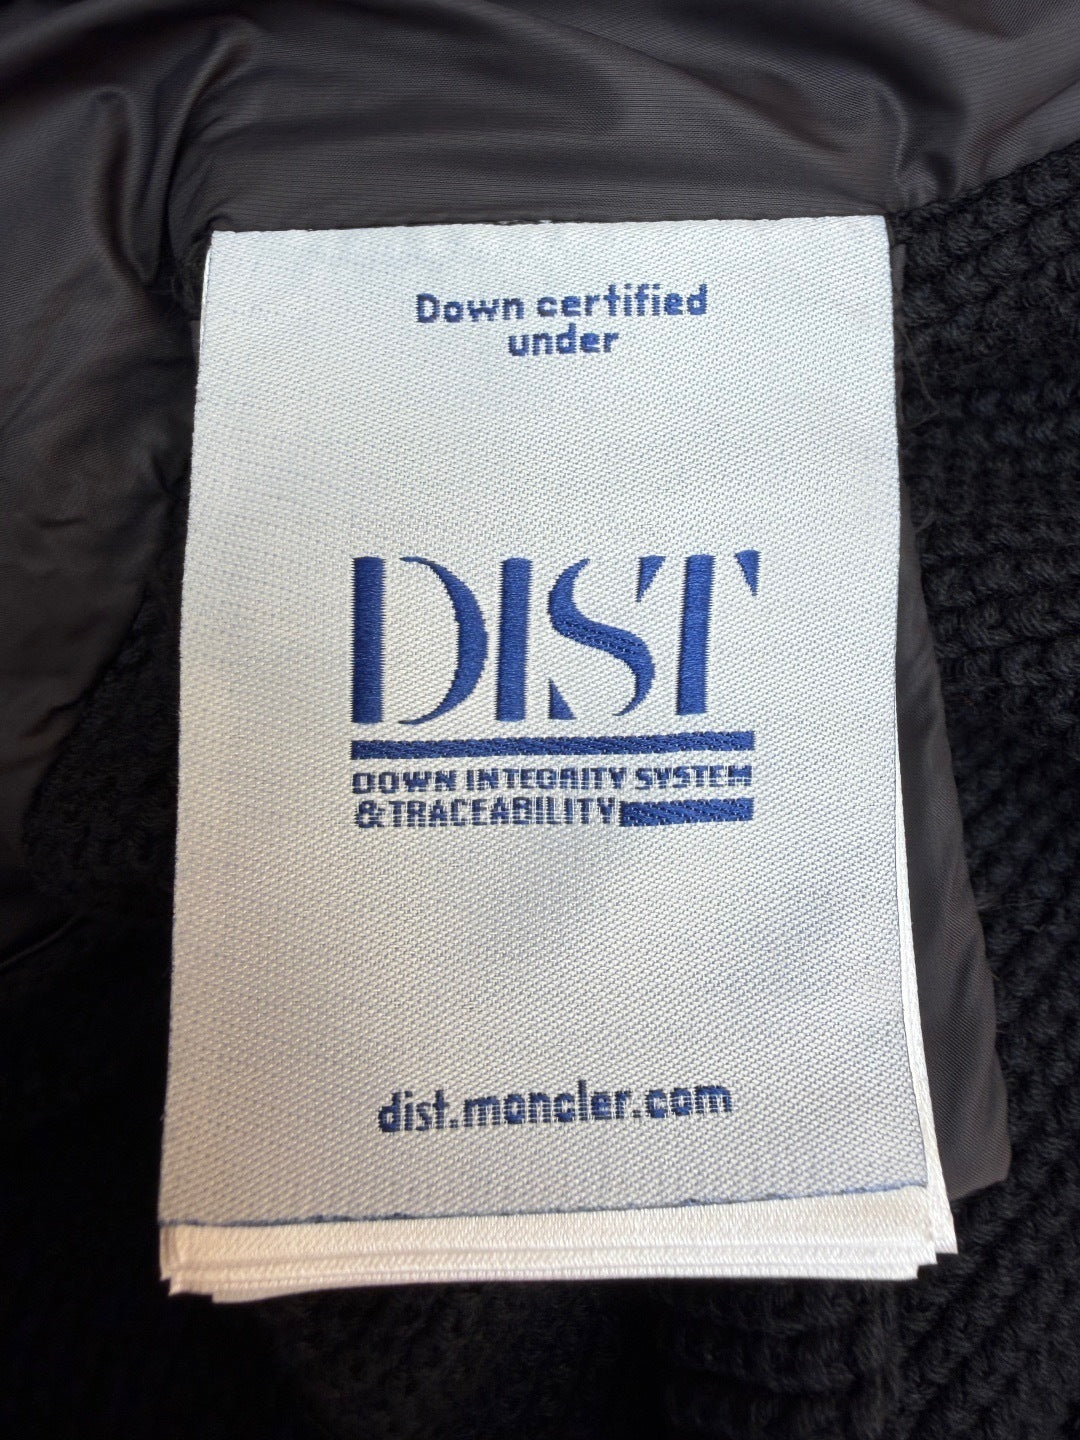 Down certified
under
DIST
DOWN INTEGRITY SYSTEM
&TRACEABILITY
dist.moncler.com